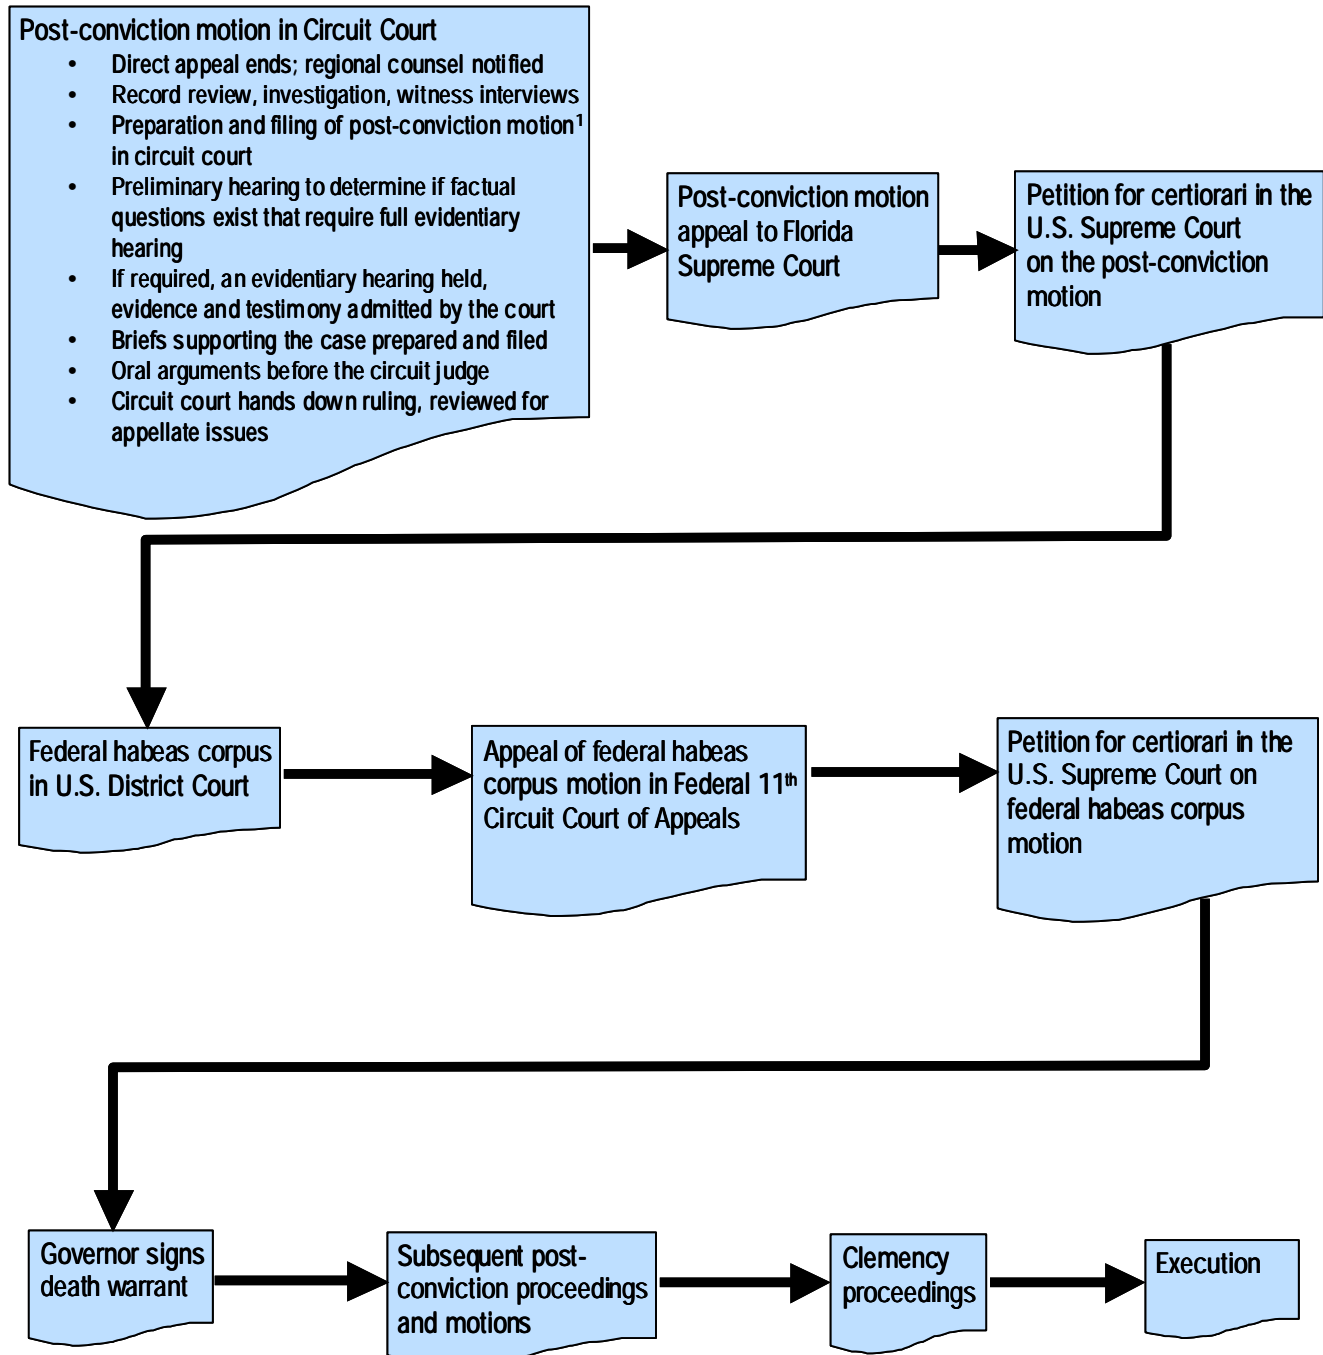 Post-conviction motion in Circuit Court
• Direct appeal ends; regional counsel notified
• Record review, investigation, witness interviews
• Preparation and filing of post-conviction motion¹
in circuit court
• Preliminary hearing to determine if factual
questions exist that require full evidentiary
hearing
• If required, an evidentiary hearing held,
evidence and testimony admitted by the court
• Briefs supporting the case prepared and filed
• Oral arguments before the circuit judge
• Circuit court hands down ruling, reviewed for
appellate issues
Post-conviction motion
appeal to Florida
Supreme Court
Petition for certiorari in the
U.S. Supreme Court
on the post-conviction
motion
Federal habeas corpus
in U.S. District Court
Appeal of federal habeas
corpus motion in Federal 11th
Circuit Court of Appeals
Petition for certiorari in the
U.S. Supreme Court on
federal habeas corpus
motion
Governor signs
death warrant
Subsequent post-
conviction proceedings
and motions
Clemency
proceedings
Execution